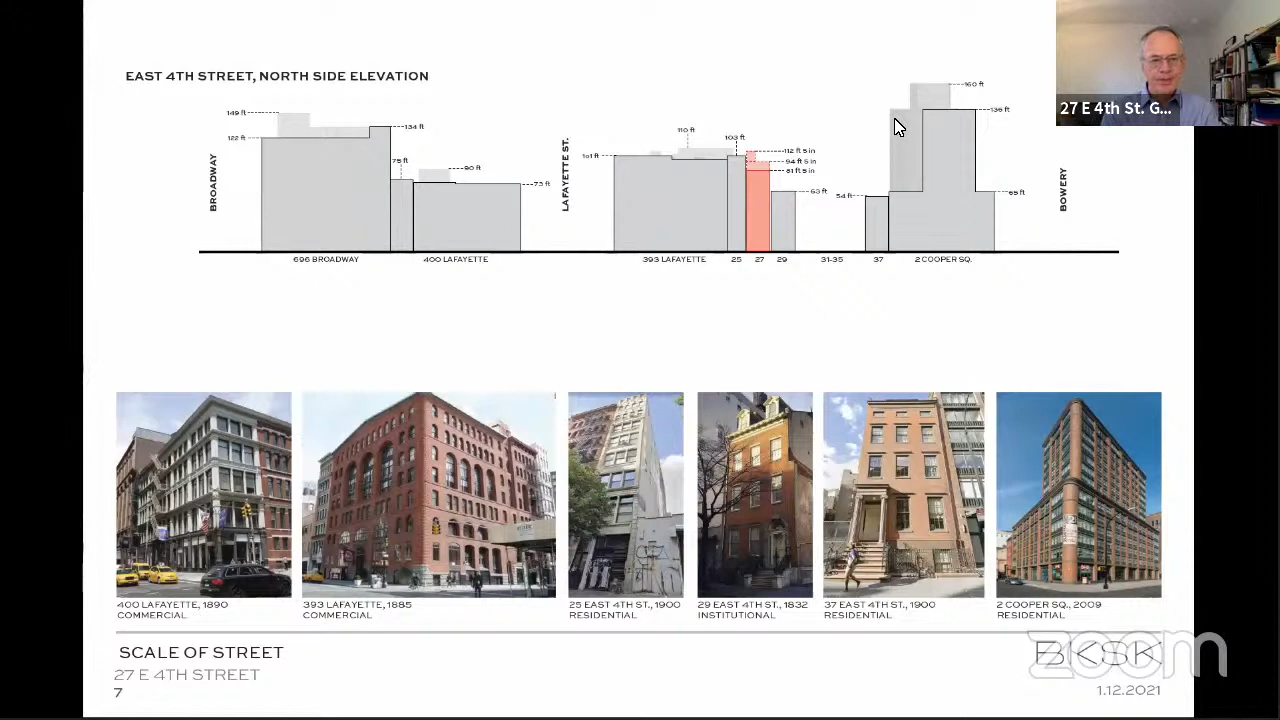 EAST 4TH STREET, NORTH SIDE ELEVATION
27 E 4th St. G...
160 ft
149 ft
136 ft
134 ft
122 ft
110 ft
103 ft
101 ft
112 ft 5 in
94 ft 5 in
81 ft 5 in
75 ft
90 ft
73 ft
63 ft
54 ft
65 ft
BROADWAY
LAFAYETTE ST.
BOWERY
696 BROADWAY
400 LAFAYETTE
393 LAFAYETTE
25
27
29
31-35
37
2 COOPER SQ.
400 LAFAYETTE, 1890
COMMERCIAL
393 LAFAYETTE, 1885
COMMERCIAL
25 EAST 4TH ST., 1900
RESIDENTIAL
29 EAST 4TH ST., 1832
INSTITUTIONAL
37 EAST 4TH ST., 1900
RESIDENTIAL
2 COOPER SQ., 2009
RESIDENTIAL
SCALE OF STREET
27 E 4TH STREET
7
BKSK
zoom
1.12.2021